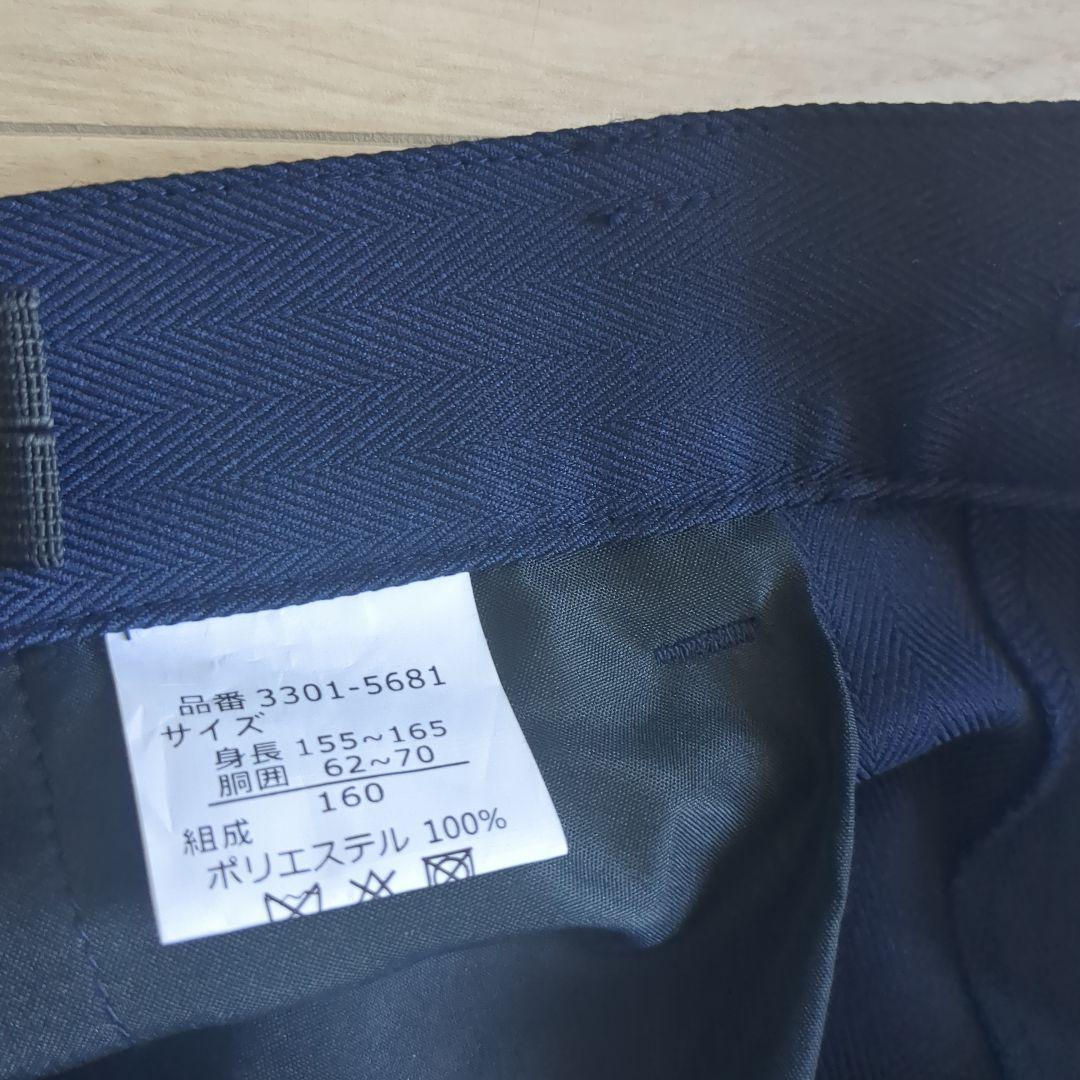 品番 3301-5681
サイズ
身長 155~165
胴囲 62~70
160
組成
ポリエステル 100%